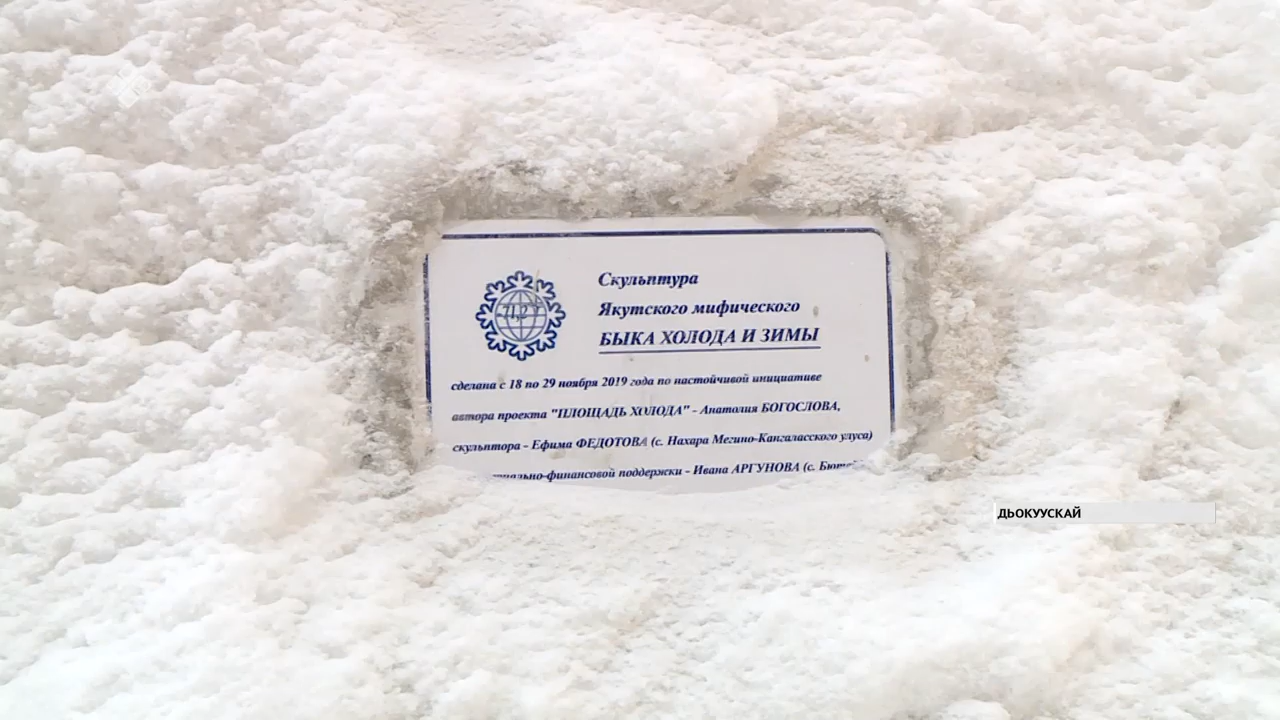 Скульптура
Якутского мифического
БЫКА ХОЛОДА И ЗИМЫ
сделана с 18 по 29 ноября 2019 года по настойчивой инициативе
автора проекта "ПЛОЩАДЬ ХОЛОДА" - Анатолия БОГОСЛОВА,
скульптора - Ефима ФЕДОТОВА (с. Нахара Мегино-Кангаласского улуса)
финансовой поддержки - Ивана АРГУНОВА (с.
ДЬОКУУСКАЙ